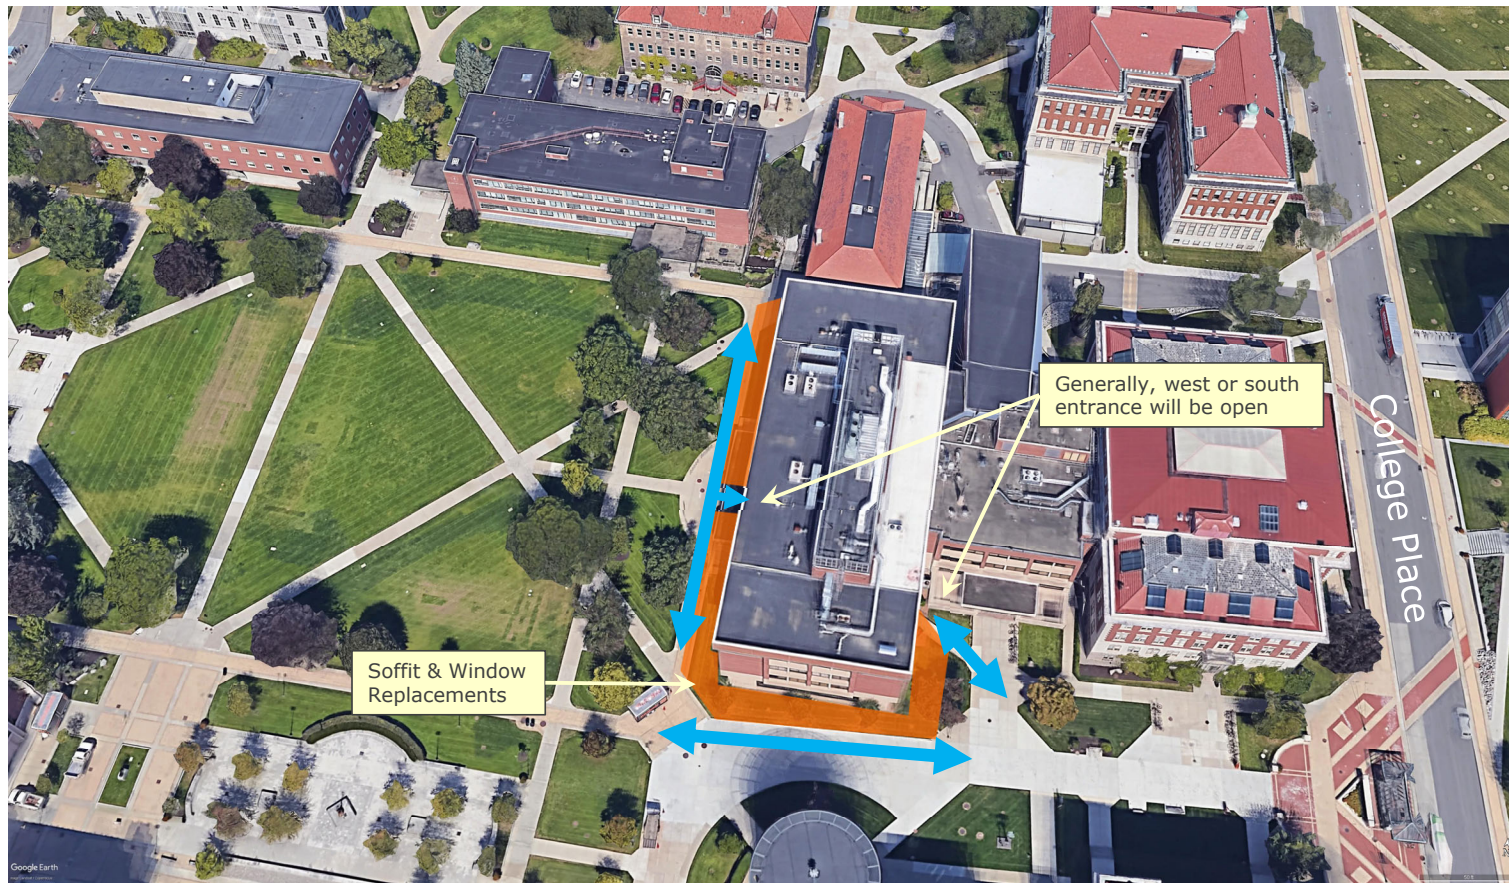 Generally, west or south
entrance will be open
College Place
Soffit & Window
Replacements
Google Earth